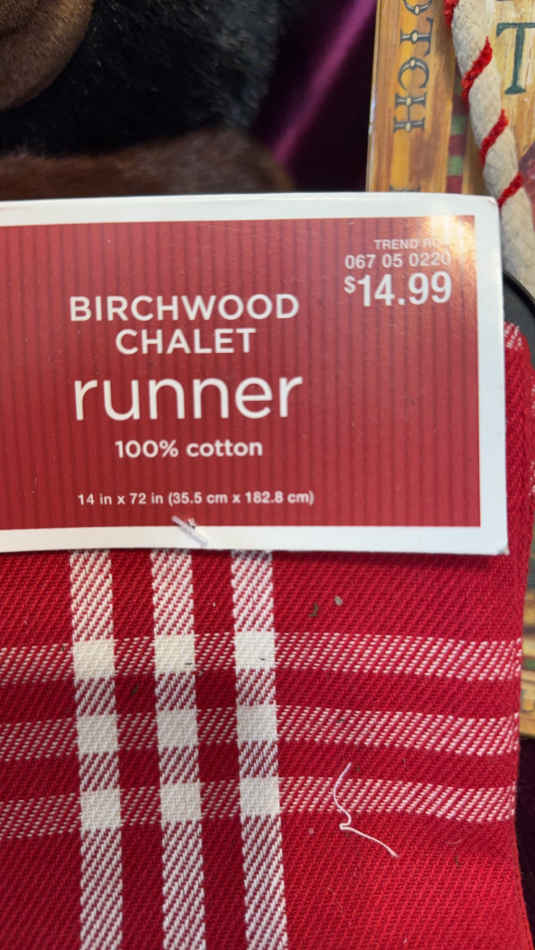 OTCH
T
TREND
067 05 0220
$14.99
BIRCHWOOD
CHALET
runner
100% cotton
14 in x 72 in (35.5 cm x 182.8 cm)